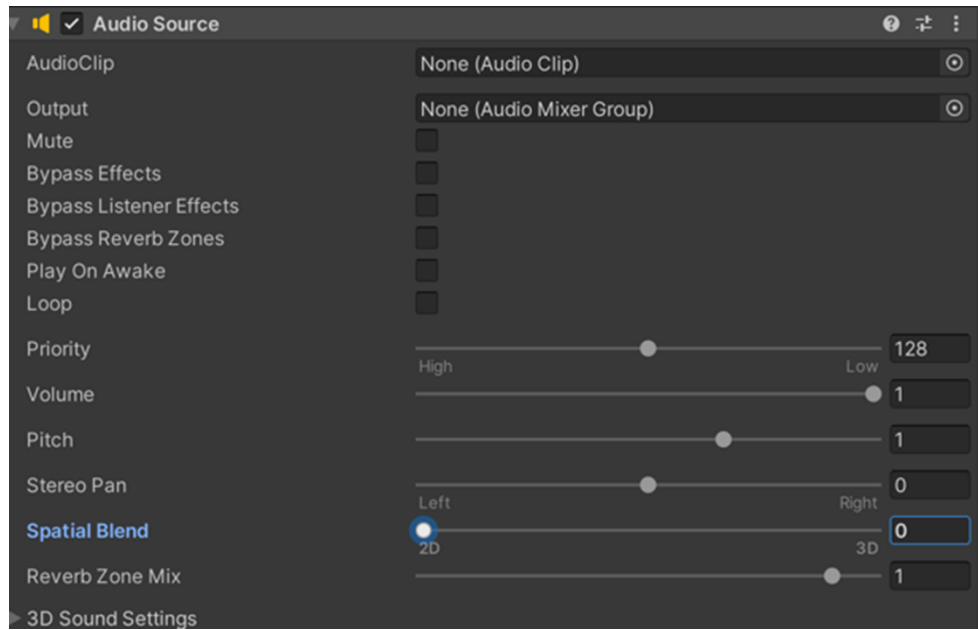 Audio Source
AudioClip None (Audio Clip)
Output None (Audio Mixer Group)
Mute
Bypass Effects
Bypass Listener Effects
Bypass Reverb Zones
Play On Awake
Loop
Priority 128
High Low
Volume 1
Pitch 1
Stereo Pan 0
Left Right
Spatial Blend 0
2D 3D
Reverb Zone Mix 1
3D Sound Settings